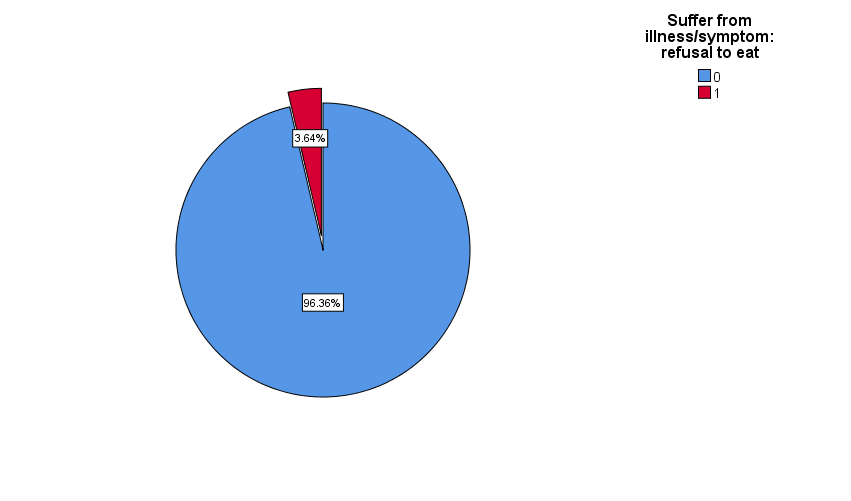 Suffer from
illness/symptom:
refusal to eat
0
1
3.64%
96.36%